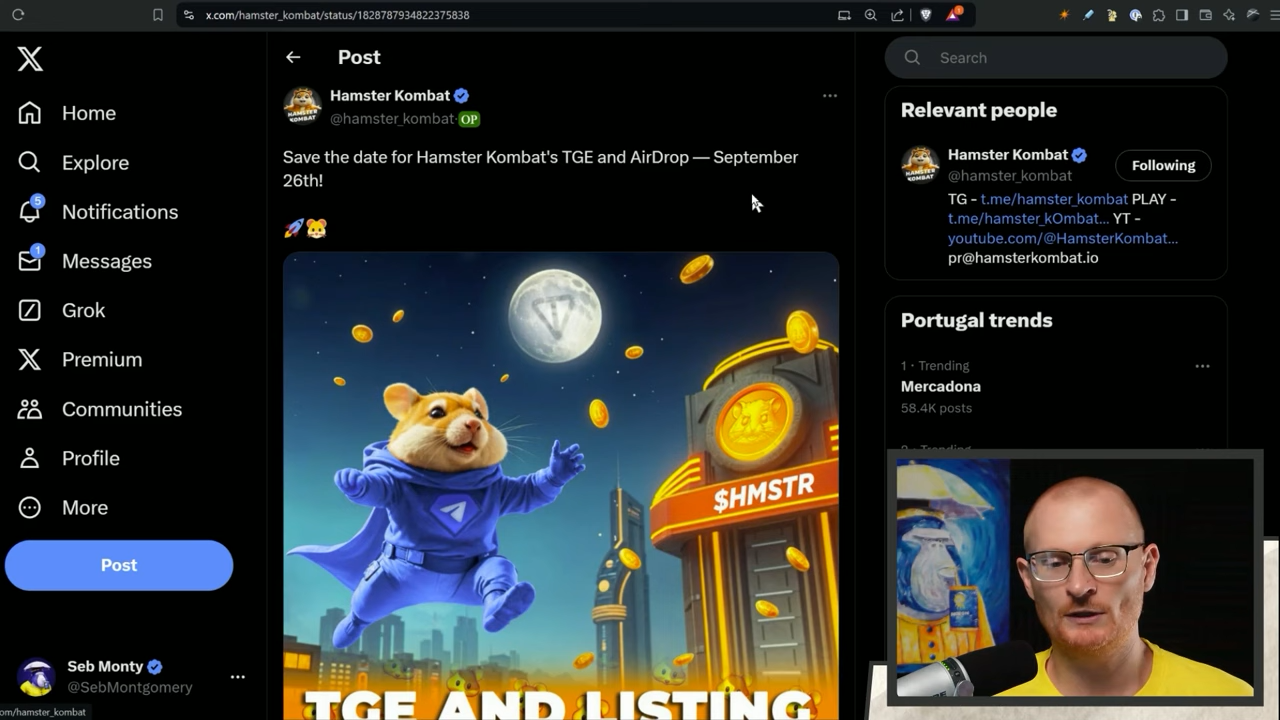 x.com/hamster_kombat/status/1828787934822375838
Home
Explore
5
Notifications
1
Messages
Grok
Premium
Communities
Profile
More
Post
Seb Monty
@SebMontgomery
om/hamster_kombat
Post
Hamster Kombat
@hamster_kombat· OP
Save the date for Hamster Kombat's TGE and AirDrop — September
26th!
$HMSTR
TGE AND LISTING
Search
Relevant people
Hamster Kombat
@hamster_kombat
Following
TG - t.me/hamster_kombat PLAY -
t.me/hamster_kOmbat... YT -
youtube.com/@HamsterKombat...
pr@hamsterkombat.io
Portugal trends
1 · Trending
Mercadona
58.4K posts